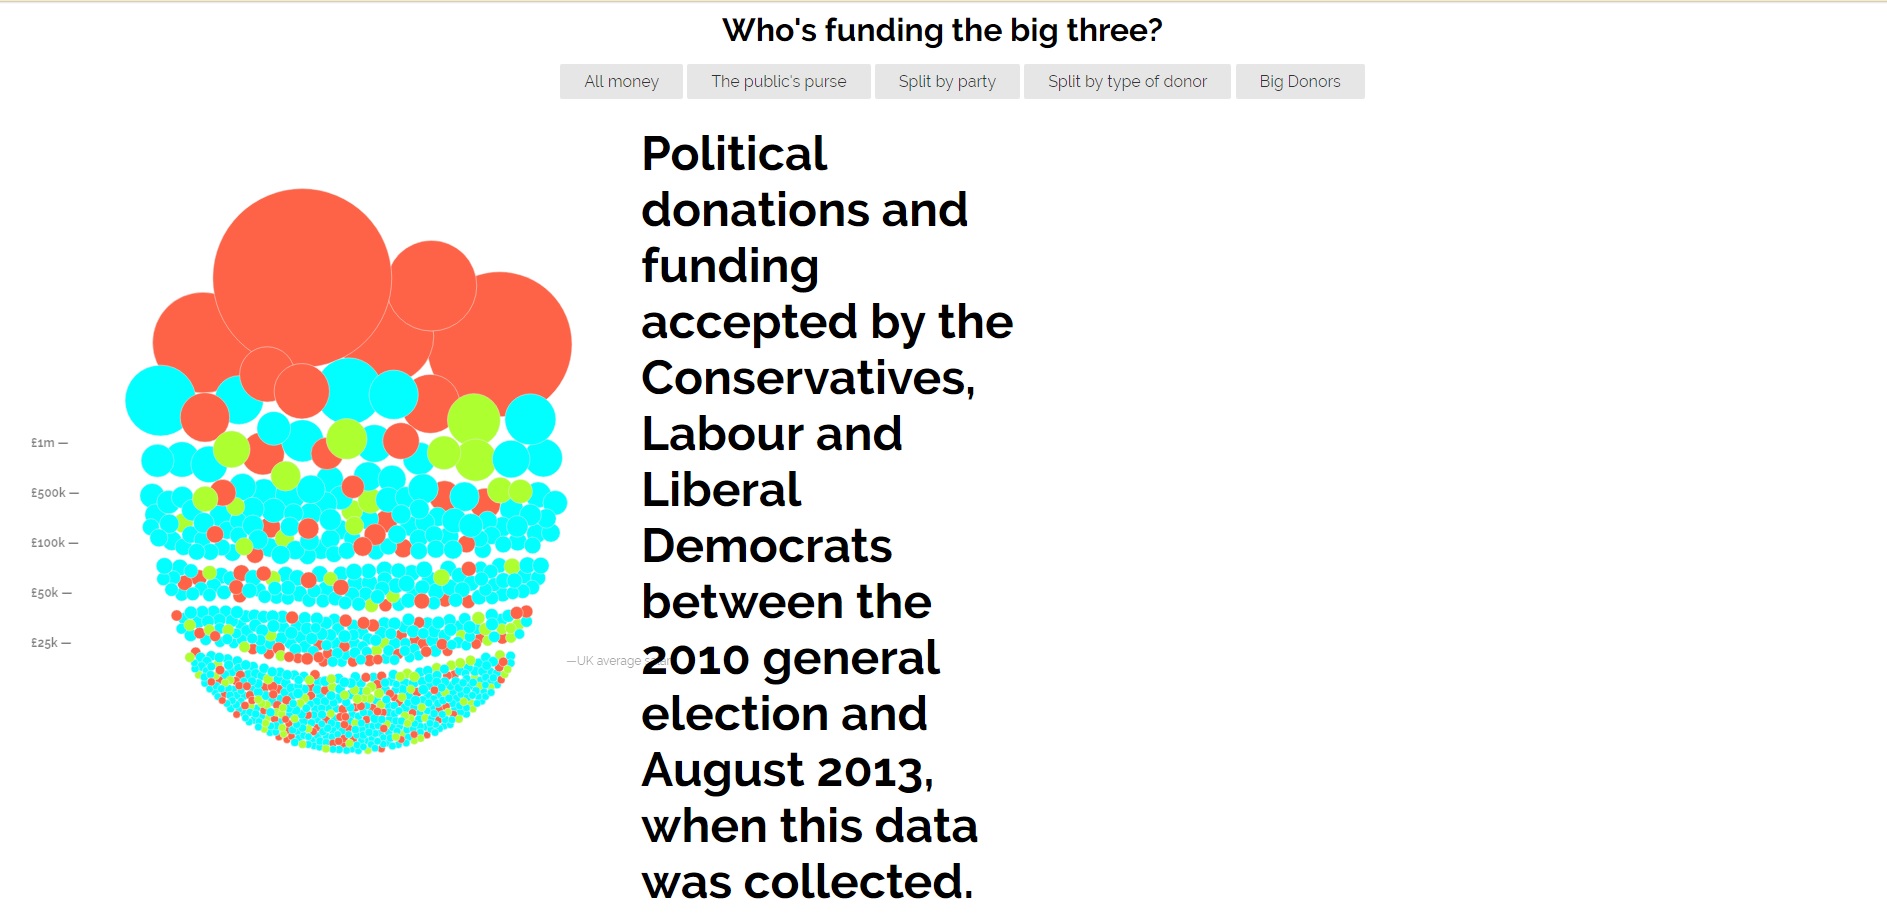 Who's funding the big three?
All money
The public's purse
Split by party
Split by type of donor
Big Donors
Political
donations and
funding
accepted by the
Conservatives,
Labour and
Liberal
Democrats
between the
2010 general
election and
August 2013,
when this data
was collected.
£1m —
£500k —
£100k —
£50k —
£25k —
—UK average